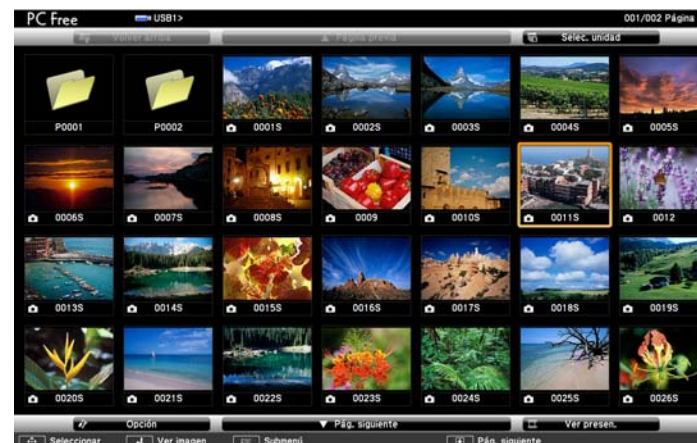 PC Free USB1> 001/002 Página
Volver arriba ▲ Página previa Selec. unidad
P0001 P0002 0001S 0002S 0003S 0004S 0005S
0006S 0007S 0008S 0009 0010S 0011S 0012
0013S 0014S 0015S 0016S 0017S 0018S 0019S
0020S 0021S 0022S 0023S 0024S 0025S 0026S
Opción ▼ Pág. siguiente Ver presen.
Seleccionar Ver imagen ESC Submenú Pág. siguiente